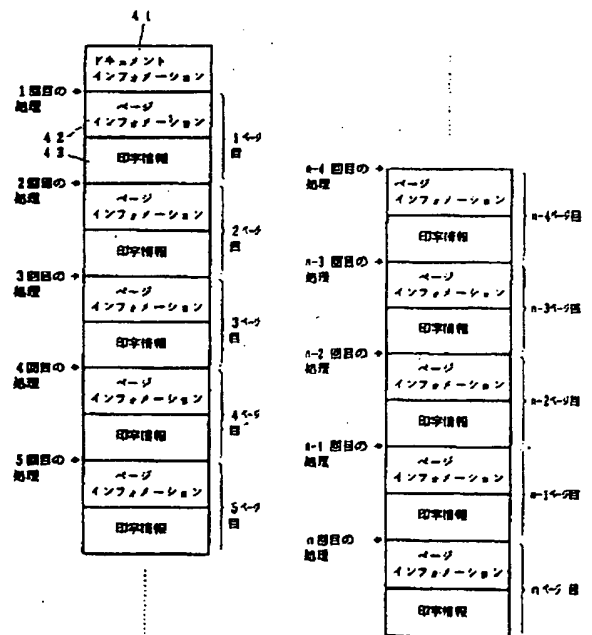 41
ドキュメント
インフォメーション
1回目の
処理
ページ
インフォメーション
42
43
印字情報
1ページ
目
2回目の
処理
ページ
インフォメーション
印字情報
2ページ
目
3回目の
処理
ページ
インフォメーション
印字情報
3ページ
目
4回目の
処理
ページ
インフォメーション
印字情報
4ページ
目
5回目の
処理
ページ
インフォメーション
印字情報
5ページ
目
n-4回目の
処理
ページ
インフォメーション
印字情報
n-4ページ目
n-3回目の
処理
ページ
インフォメーション
印字情報
n-3ページ目
n-2回目の
処理
ページ
インフォメーション
印字情報
n-2ページ目
n-1回目の
処理
ページ
インフォメーション
印字情報
n-1ページ目
n回目の
処理
ページ
インフォメーション
印字情報
nページ目